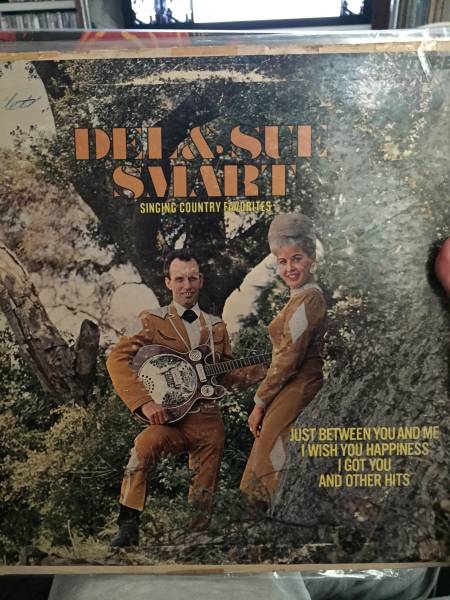 DEL & SUE
SMART
SINGING COUNTRY FAVORITES
JUST BETWEEN YOU AND ME
I WISH YOU HAPPINESS
I GOT YOU
AND OTHER HITS